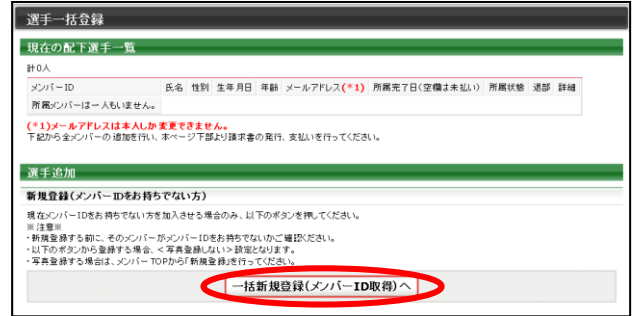 選手一括登録
現在の配下選手一覧
計0人
メンバーID 氏名 性別 生年月日 年齢 メールアドレス(*1) 所属完了日(空欄は未払い) 所属状態 退部 詳細
所属メンバーは一人もいません。
(*1)メールアドレスは本人しか変更できません。
下記から全メンバーの追加を行い、本ページ下部より請求書の発行、支払いを行ってください。
選手追加
新規登録(メンバーIDをお持ちでない方)
現在メンバーIDをお持ちでない方を加入させる場合のみ、以下のボタンを押してください。
※注意※
・新規登録する前に、そのメンバーがメンバーIDをお持ちでないかご確認ください。
・以下のボタンから登録する場合、<写真登録しない>設定となります。
・写真登録する場合は、メンバーTOPから「新規登録」を行ってください。
一括新規登録(メンバーID取得)へ